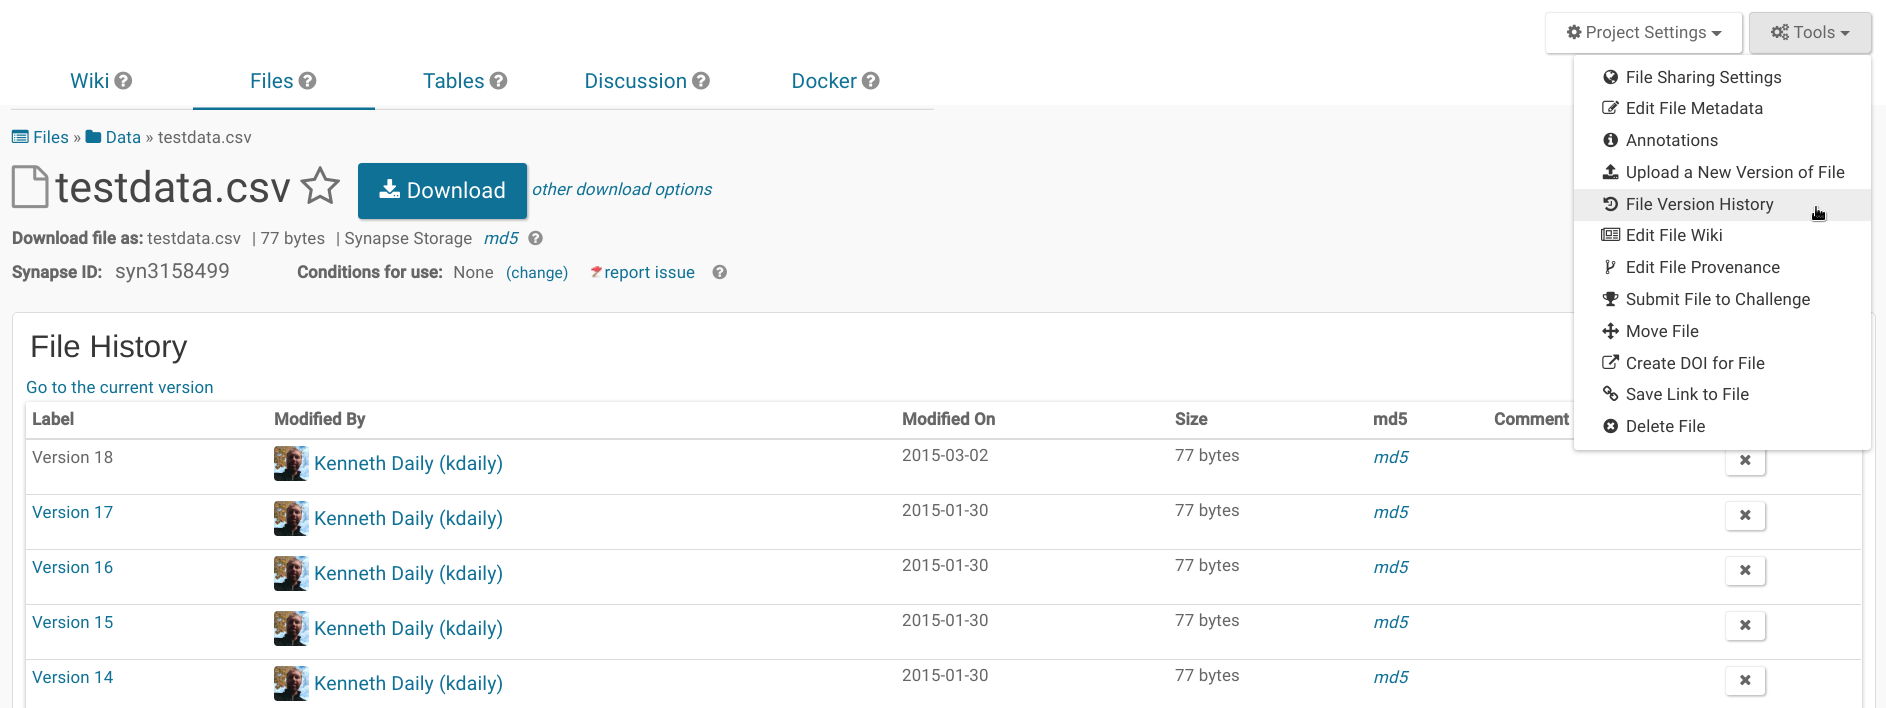 Project Settings Tools
Wiki Files Tables Discussion Docker
File Sharing Settings
Edit File Metadata
Annotations
Upload a New Version of File
File Version History
Edit File Wiki
Edit File Provenance
Submit File to Challenge
Move File
Create DOI for File
Save Link to File
Delete File
Files » Data » testdata.csv
testdata.csv Download other download options
Download file as: testdata.csv | 77 bytes | Synapse Storage md5
Synapse ID: syn3158499 Conditions for use: None (change) report issue
File History
Go to the current version
Label Modified By Modified On Size md5 Comment
Version 18 Kenneth Daily (kdaily) 2015-03-02 77 bytes md5
Version 17 Kenneth Daily (kdaily) 2015-01-30 77 bytes md5
Version 16 Kenneth Daily (kdaily) 2015-01-30 77 bytes md5
Version 15 Kenneth Daily (kdaily) 2015-01-30 77 bytes md5
Version 14 Kenneth Daily (kdaily) 2015-01-30 77 bytes md5